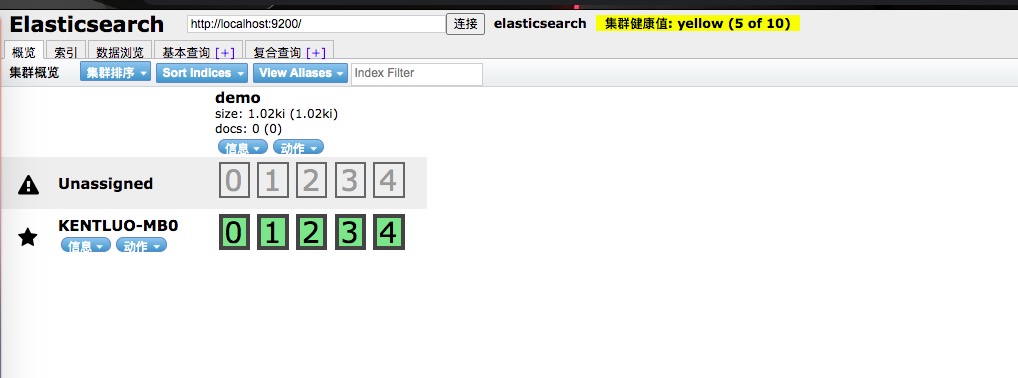 Elasticsearch http://localhost:9200/ 连接 elasticsearch 集群健康值: yellow (5 of 10)
概览 索引 数据浏览 基本查询 [+] 复合查询 [+]
集群概览 集群排序 Sort Indices View Aliases Index Filter
demo
size: 1.02ki (1.02ki)
docs: 0 (0)
信息 动作
Unassigned 0 1 2 3 4
KENTLUO-MB0 0 1 2 3 4
信息 动作